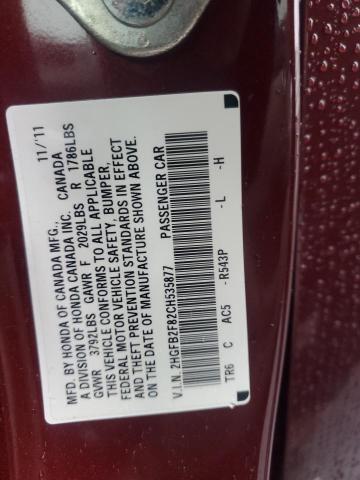 MFD. BY HONDA OF CANADA MFG., CANADA 11/11
A DIVISION OF HONDA CANADA INC.
GVWR 3792LBS GAWR F 2029LBS R 1786LBS
THIS VEHICLE CONFORMS TO ALL APPLICABLE
FEDERAL MOTOR VEHICLE SAFETY, BUMPER,
AND THEFT PREVENTION STANDARDS IN EFFECT
ON THE DATE OF MANUFACTURE SHOWN ABOVE.
V.I.N. 2HGFB2F82CH535877 PASSENGER CAR
TR6 C AC5 -R543P -L -H